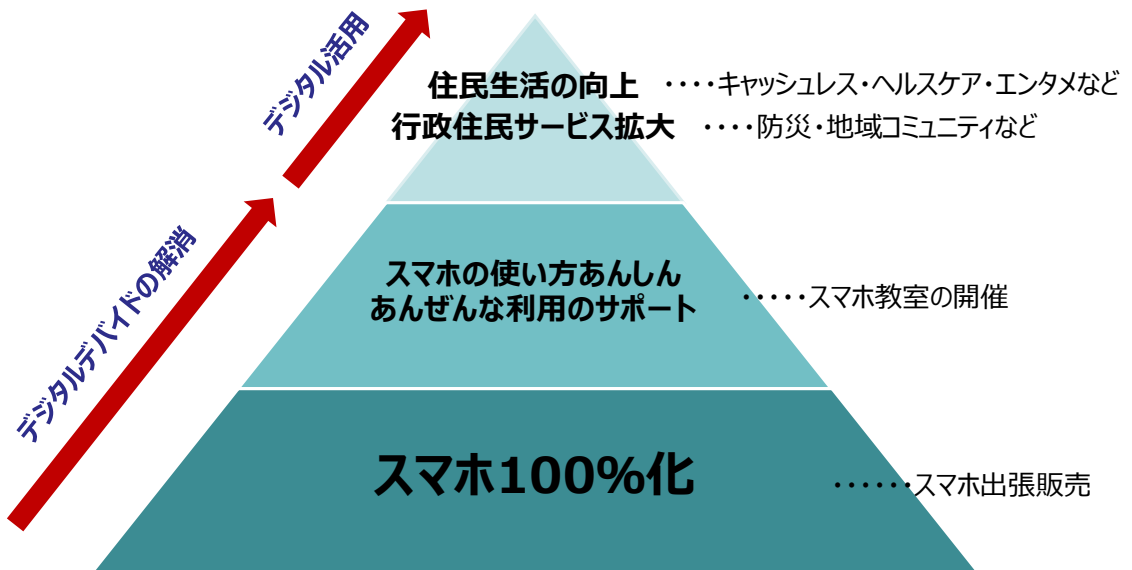 デジタル活用
住民生活の向上 ････キャッシュレス・ヘルスケア・エンタメなど
行政住民サービス拡大 ････防災・地域コミュニティなど
デジタルデバイドの解消
スマホの使い方あんしん
あんぜんな利用のサポート
･････スマホ教室の開催
スマホ100%化 ･･････スマホ出張販売